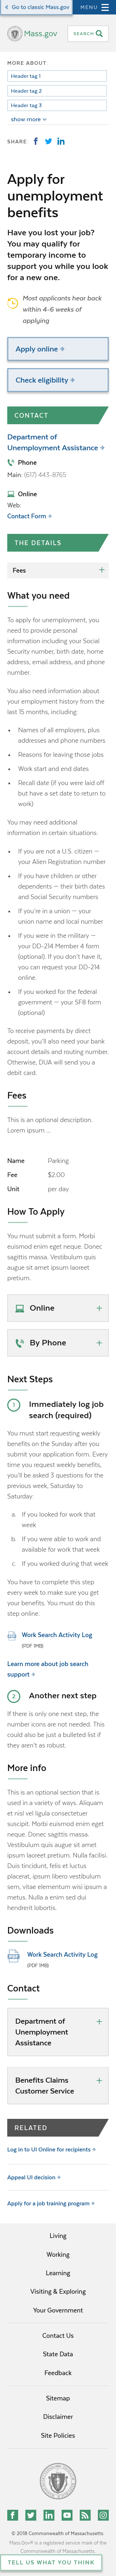 Go to classic Mass.gov
MENU
Mass.gov
SEARCH
MORE ABOUT
Header tag 1
Header tag 2
Header tag 3
show more
SHARE
Apply for
unemployment
benefits
Have you lost your job?
You may qualify for
temporary income to
support you while you look
for a new one.
Most applicants hear back
within 4-6 weeks of
applying
Apply online
Check eligibility
CONTACT
Department of
Unemployment Assistance
Phone
Main: (617) 443-8765
Online
Web:
Contact Form
THE DETAILS
Fees
What you need
To apply for unemployment, you
need to provide personal
information including your Social
Security number, birth date, home
address, email address, and phone
number.
You also need information about
your employment history from the
last 15 months, including:
Names of all employers, plus
addresses and phone numbers
Reasons for leaving those jobs
Work start and end dates
Recall date (if you were laid off
but have a set date to return to
work)
You may need additional
information in certain situations:
If you are not a U.S. citizen —
your Alien Registration number
If you have children or other
dependents — their birth dates
and Social Security numbers
If you're in a union — your
union name and local number
If you were in the military —
your DD-214 Member 4 form
(optional). If you don't have it,
you can request your DD-214
online.
If you worked for the federal
government — your SF8 form
(optional)
To receive payments by direct
deposit, you'll also need your bank
account details and routing number.
Otherwise, DUA will send you a
debit card.
Fees
This is an optional description.
Lorem ipsum ....
Name Parking
Fee $2.00
Unit per day
How To Apply
You must submit a form. Morbi
euismod enim eget neque. Donec
sagittis massa. Vestibulum quis
augue sit amet ipsum laoreet
pretium.
Online
By Phone
Next Steps
1 Immediately log job
search (required)
You must start requesting weekly
benefits on the Sunday after you
submit your application (even before
you know if you're eligible). Every
time you request weekly benefits,
you'll be asked 3 questions for the
previous week, Saturday to
Saturday:
a. If you looked for work that
week
b. If you were able to work and
available for work that week
c. If you worked during that week
You have to complete this step
every week to make sure you get
every benefit payment. You must do
this step online.
Work Search Activity Log
(PDF 1MB)
Learn more about job search
support
2 Another next step
If there is only one next step, no
number will be included. This should
also be just a bulleted list if they
aren't ordinal.
More info
This is an optional section that is
used in a variety of ways. Aliquam
at nisl vel ligula consectetuer
suscipit. Morbi euismod enim eget
neque. Donec sagittis massa.
Vestibulum quis augue sit amet
ipsum laoreet pretium. Nulla facilisi.
Duis tincidunt, felis et luctus
placerat, ipsum libero vestibulum
sem, vitae elementum wisi ipsum a
metus. Nulla a enim sed dui
hendrerit lobortis.
Downloads
Work Search Activity Log
(PDF 1MB)
Contact
Department of
Unemployment
Assistance
Benefits Claims
Customer Service
RELATED
Log in to UI Online for recipients
Appeal UI decision
Apply for a job training program
Living
Working
Learning
Visiting & Exploring
Your Government
Contact Us
State Data
Feedback
Sitemap
Disclaimer
Site Policies
© 2018 Commonwealth of Massachusetts.
Mass.Gov® is a registered service mark of the
Commonwealth of Massachusetts.
TELL US WHAT YOU THINK